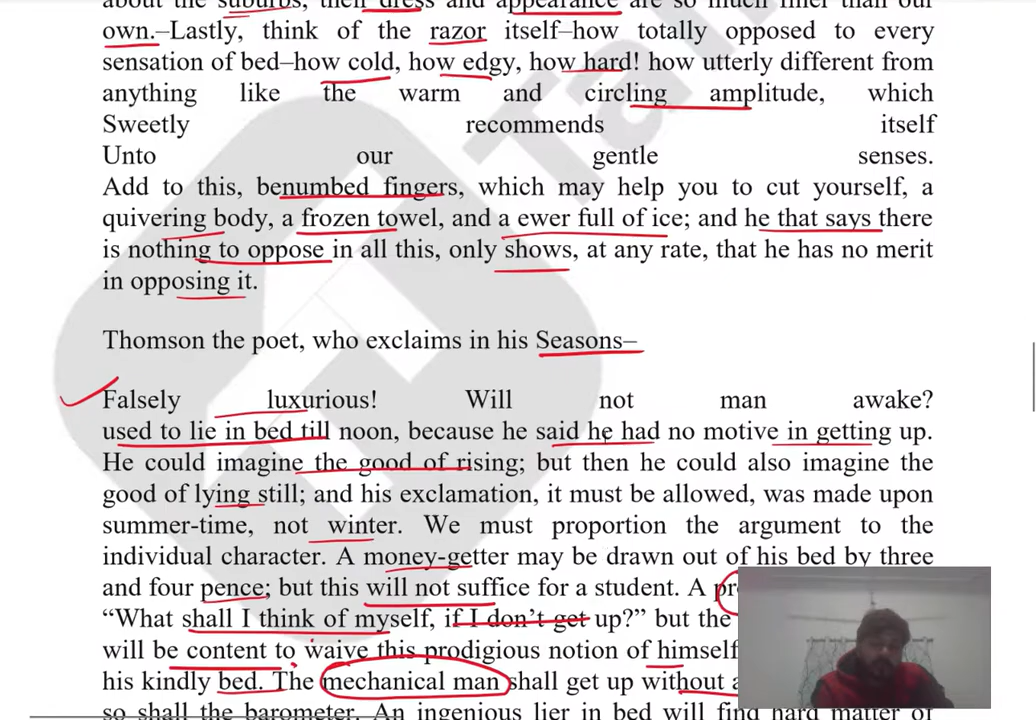 about the suburbs, their dress and appearance are so much finer than our
own.–Lastly, think of the razor itself–how totally opposed to every
sensation of bed–how cold, how edgy, how hard! how utterly different from
anything like the warm and circling amplitude, which
Sweetly recommends itself
Unto our gentle senses.
Add to this, benumbed fingers, which may help you to cut yourself, a
quivering body, a frozen towel, and a ewer full of ice; and he that says there
is nothing to oppose in all this, only shows, at any rate, that he has no merit
in opposing it.
Thomson the poet, who exclaims in his Seasons–
Falsely luxurious! Will not man awake?
used to lie in bed till noon, because he said he had no motive in getting up.
He could imagine the good of rising; but then he could also imagine the
good of lying still; and his exclamation, it must be allowed, was made upon
summer-time, not winter. We must proportion the argument to the
individual character. A money-getter may be drawn out of his bed by three
and four pence; but this will not suffice for a student. A
“What shall I think of myself, if I don’t get up?” but the
will be content to waive this prodigious notion of himself
his kindly bed. The mechanical man shall get up without
so shall the barometer. An ingenious lier in bed will find hard matter of